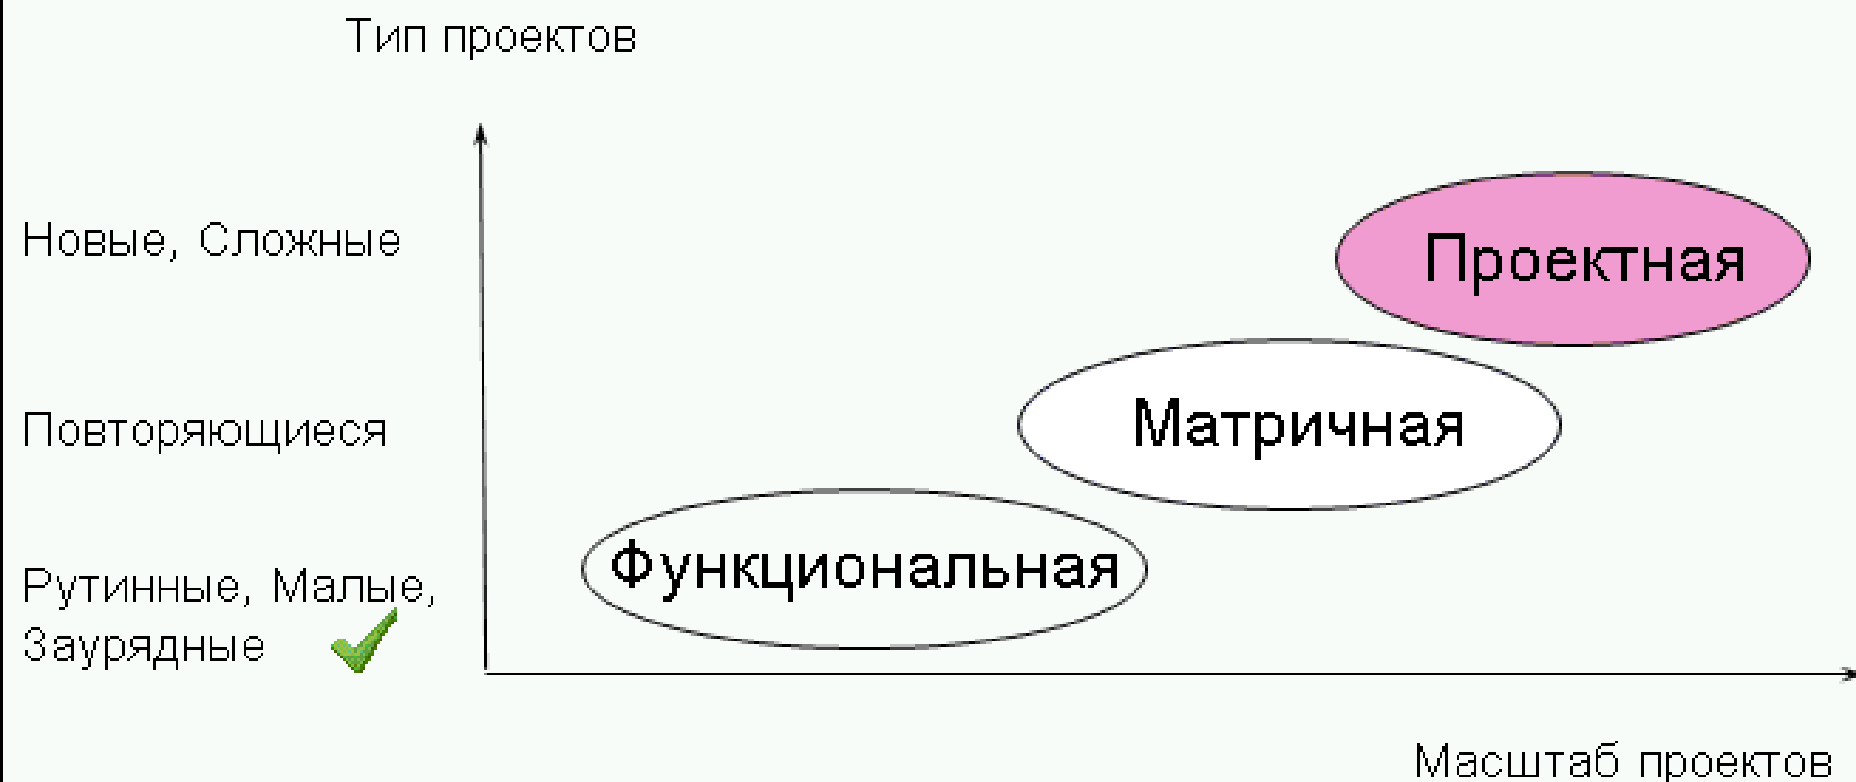 Тип проектов
Новые, Сложные
Проектная
Повторяющиеся
Матричная
Рутинные, Малые,
Заурядные
Функциональная
Масштаб проектов